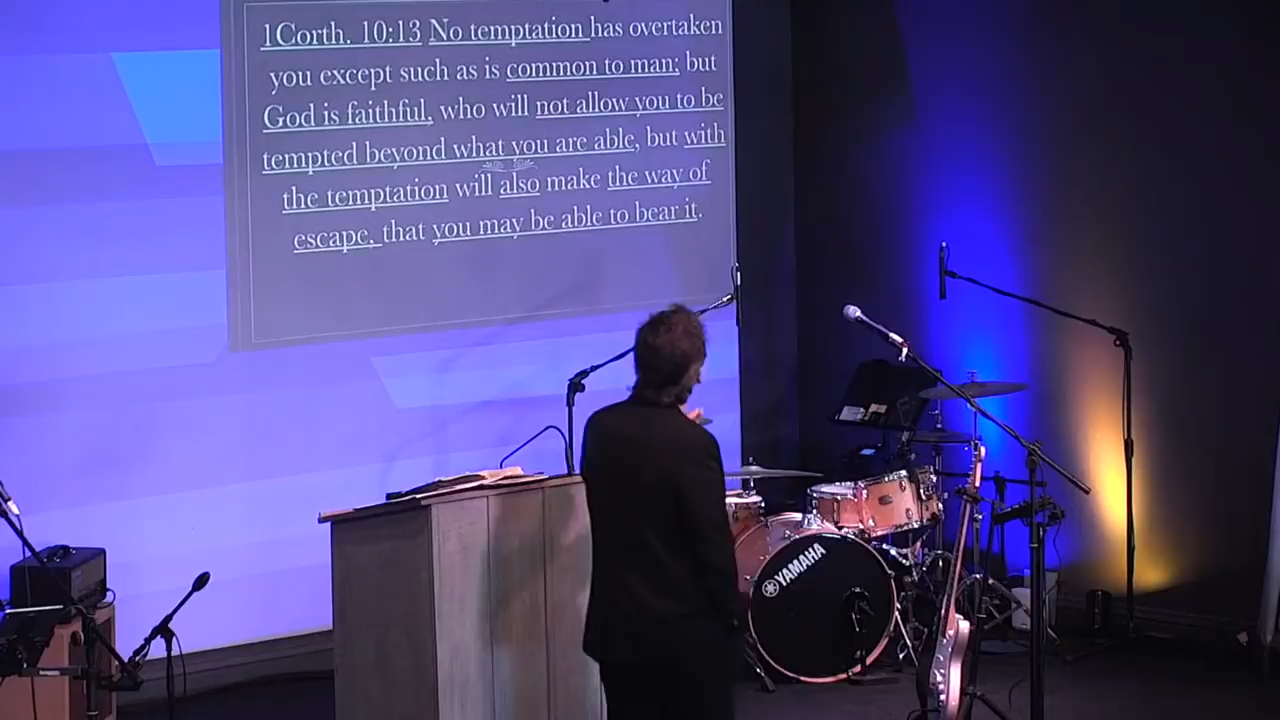 1Corth. 10:13 No temptation has overtaken
you except such as is common to man; but
God is faithful, who will not allow you to be
tempted beyond what you are able, but with
the temptation will also make the way of
escape, that you may be able to bear it.
YAMAHA